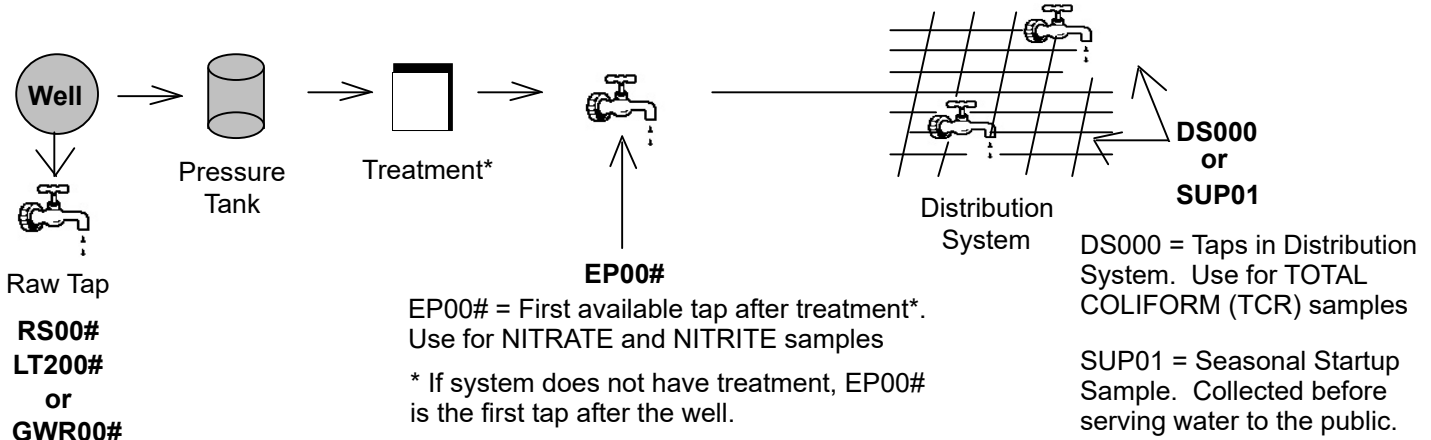 Well
Pressure
Tank
Treatment*
Raw Tap
RS00#
LT200#
or
GWR00#
EP00#
EP00# = First available tap after treatment*.
Use for NITRATE and NITRITE samples
* If system does not have treatment, EP00#
is the first tap after the well.
Distribution
System
DS000
or
SUP01
DS000 = Taps in Distribution
System. Use for TOTAL
COLIFORM (TCR) samples
SUP01 = Seasonal Startup
Sample. Collected before
serving water to the public.